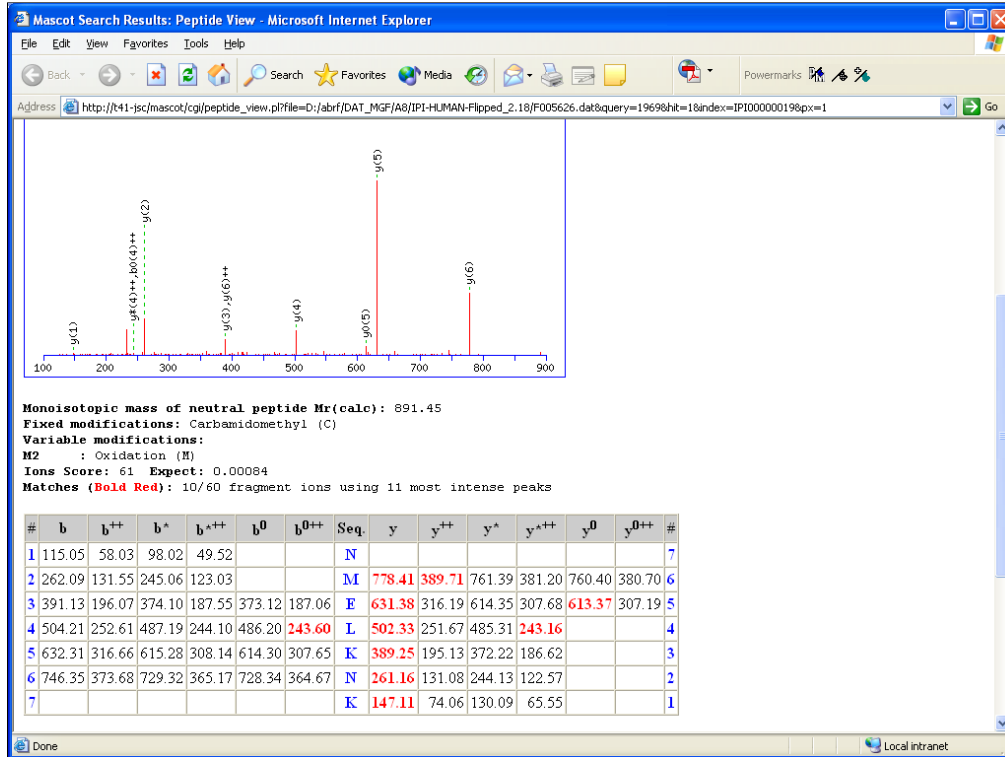 Mascot Search Results: Peptide View - Microsoft Internet Explorer
File Edit View Favorites Tools Help
Back Search Favorites Media Powermarks
Address http://t41-jsc/mascot/cgi/peptide_view.pl?file=D:/abrf/DAT_MGF/A8/IPI-HUMAN-Flipped_2.18/F005626.dat&query=1969&hit=1&index=IPI00000019&px=1 Go
y(1)
y*(4)++,b0(4)++
y(2)
y(3),y(6)++
y(4)
y0(5)
y(5)
y(6)
100 200 300 400 500 600 700 800 900
Monoisotopic mass of neutral peptide Mr(calc): 891.45
Fixed modifications: Carbamidomethyl (C)
Variable modifications:
M2 : Oxidation (M)
Ions Score: 61 Expect: 0.00084
Matches (Bold Red): 10/60 fragment ions using 11 most intense peaks
# b b++ b* b*++ b0 b0++ Seq. y y++ y* y*++ y0 y0++ #
1 115.05 58.03 98.02 49.52 N 7
2 262.09 131.55 245.06 123.03 M 778.41 389.71 761.39 381.20 760.40 380.70 6
3 391.13 196.07 374.10 187.55 373.12 187.06 E 631.38 316.19 614.35 307.68 613.37 307.19 5
4 504.21 252.61 487.19 244.10 486.20 243.60 L 502.33 251.67 485.31 243.16 4
5 632.31 316.66 615.28 308.14 614.30 307.65 K 389.25 195.13 372.22 186.62 3
6 746.35 373.68 729.32 365.17 728.34 364.67 N 261.16 131.08 244.13 122.57 2
7 K 147.11 74.06 130.09 65.55 1
Done Local intranet